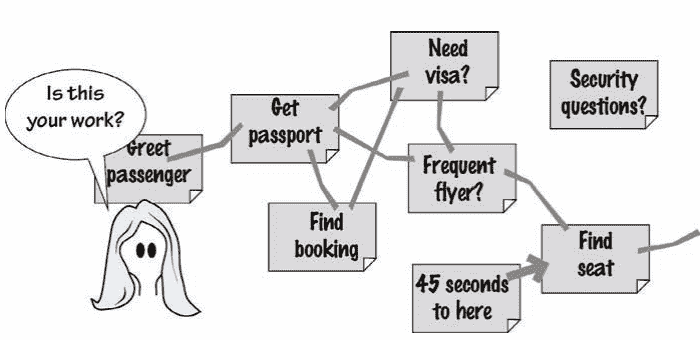 Is this
your work?
Greet
passenger
Get
passport
Find
booking
Need
visa?
Frequent
flyer?
Security
questions?
Find
seat
45 seconds
to here